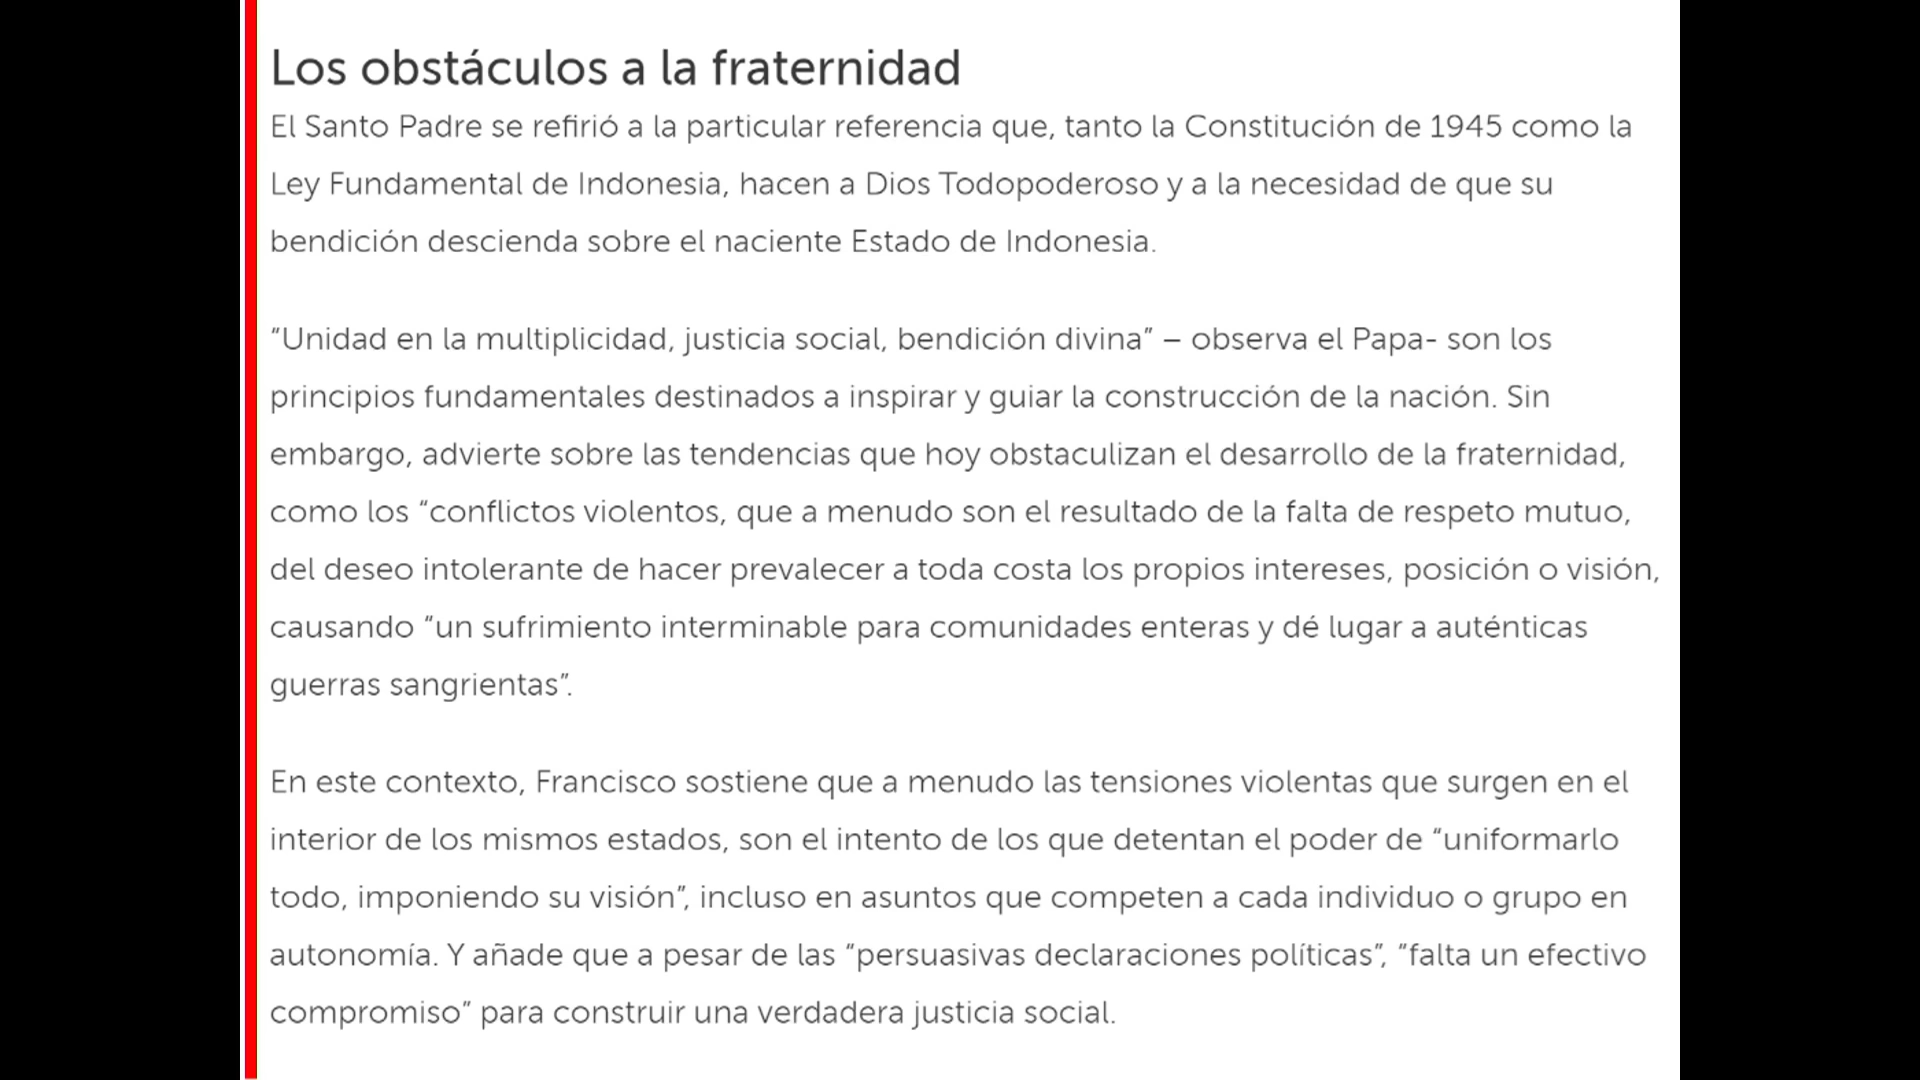 Los obstáculos a la fraternidad
El Santo Padre se refirió a la particular referencia que, tanto la Constitución de 1945 como la
Ley Fundamental de Indonesia, hacen a Dios Todopoderoso y a la necesidad de que su
bendición descienda sobre el naciente Estado de Indonesia.
“Unidad en la multiplicidad, justicia social, bendición divina” – observa el Papa- son los
principios fundamentales destinados a inspirar y guiar la construcción de la nación. Sin
embargo, advierte sobre las tendencias que hoy obstaculizan el desarrollo de la fraternidad,
como los “conflictos violentos, que a menudo son el resultado de la falta de respeto mutuo,
del deseo intolerante de hacer prevalecer a toda costa los propios intereses, posición o visión,
causando “un sufrimiento interminable para comunidades enteras y dé lugar a auténticas
guerras sangrientas”.
En este contexto, Francisco sostiene que a menudo las tensiones violentas que surgen en el
interior de los mismos estados, son el intento de los que detentan el poder de “uniformarlo
todo, imponiendo su visión”, incluso en asuntos que competen a cada individuo o grupo en
autonomía. Y añade que a pesar de las “persuasivas declaraciones políticas”, “falta un efectivo
compromiso” para construir una verdadera justicia social.